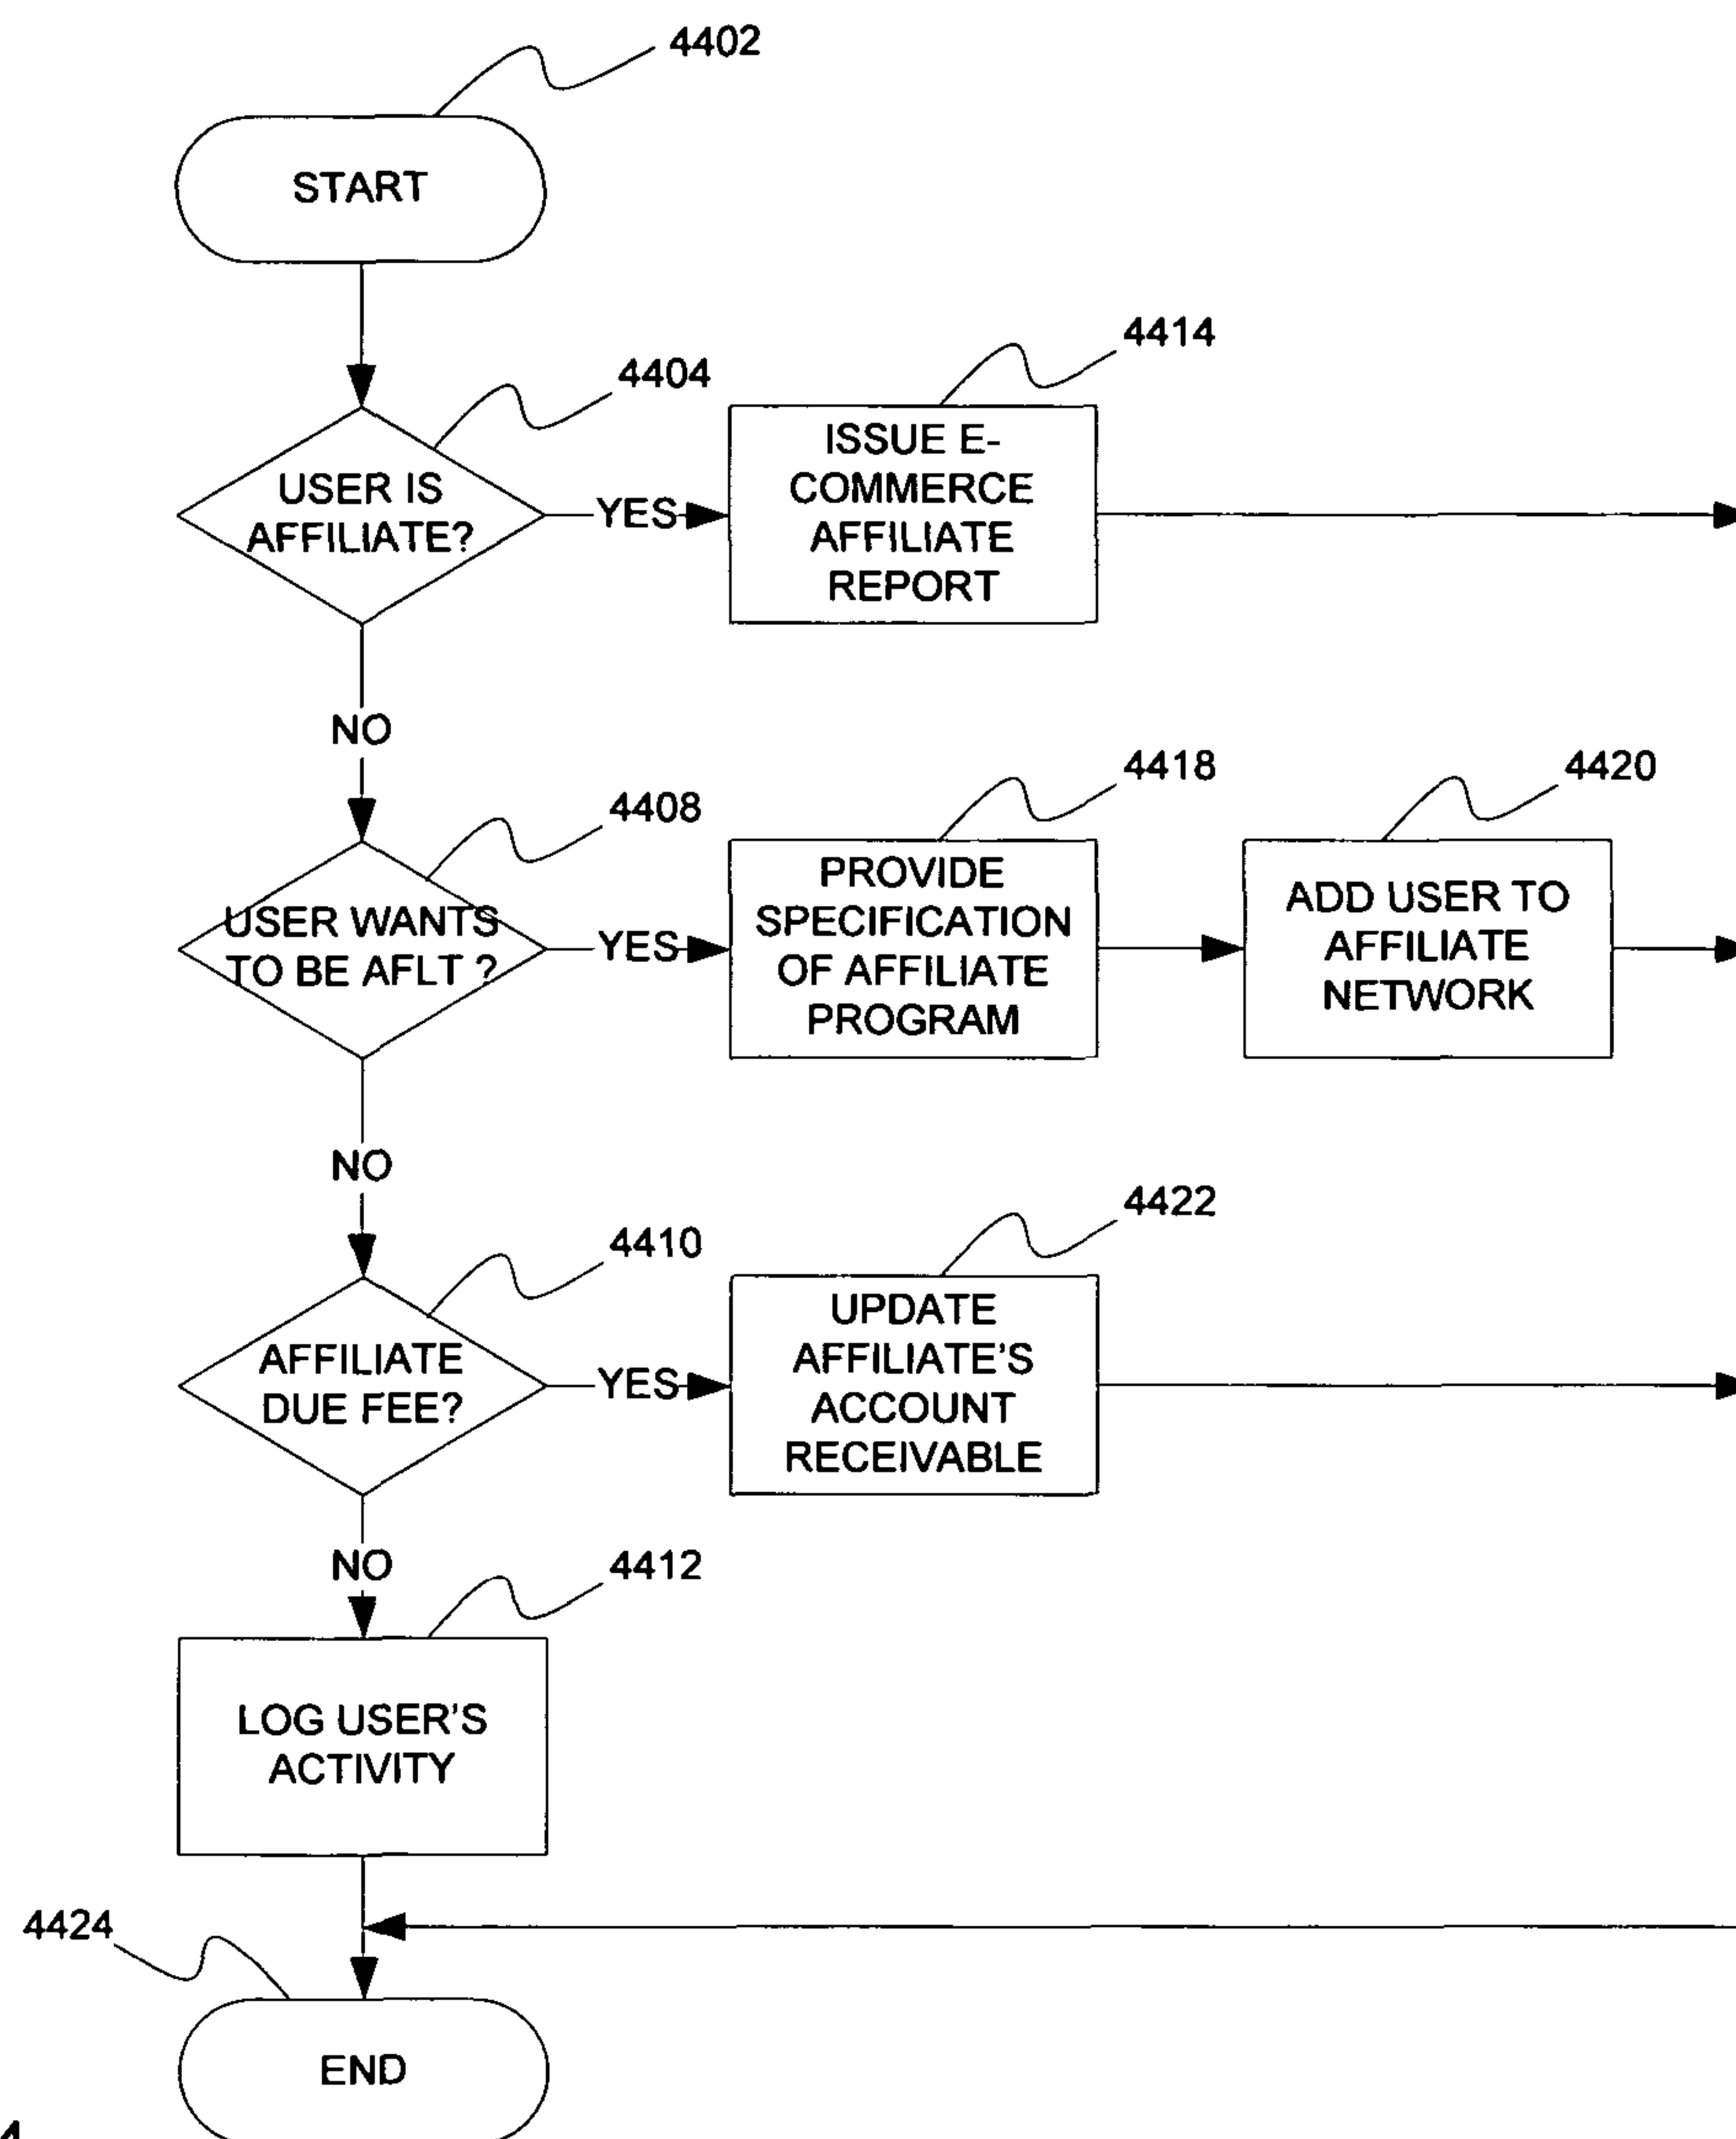 4402
START
4414
4404
USER IS
AFFILIATE?
YES
ISSUE E-
COMMERCE
AFFILIATE
REPORT
NO
4418
4420
4408
USER WANTS
TO BE AFLT ?
YES
PROVIDE
SPECIFICATION
OF AFFILIATE
PROGRAM
ADD USER TO
AFFILIATE
NETWORK
NO
4422
4410
AFFILIATE
DUE FEE?
YES
UPDATE
AFFILIATE'S
ACCOUNT
RECEIVABLE
NO
4412
LOG USER'S
ACTIVITY
4424
END